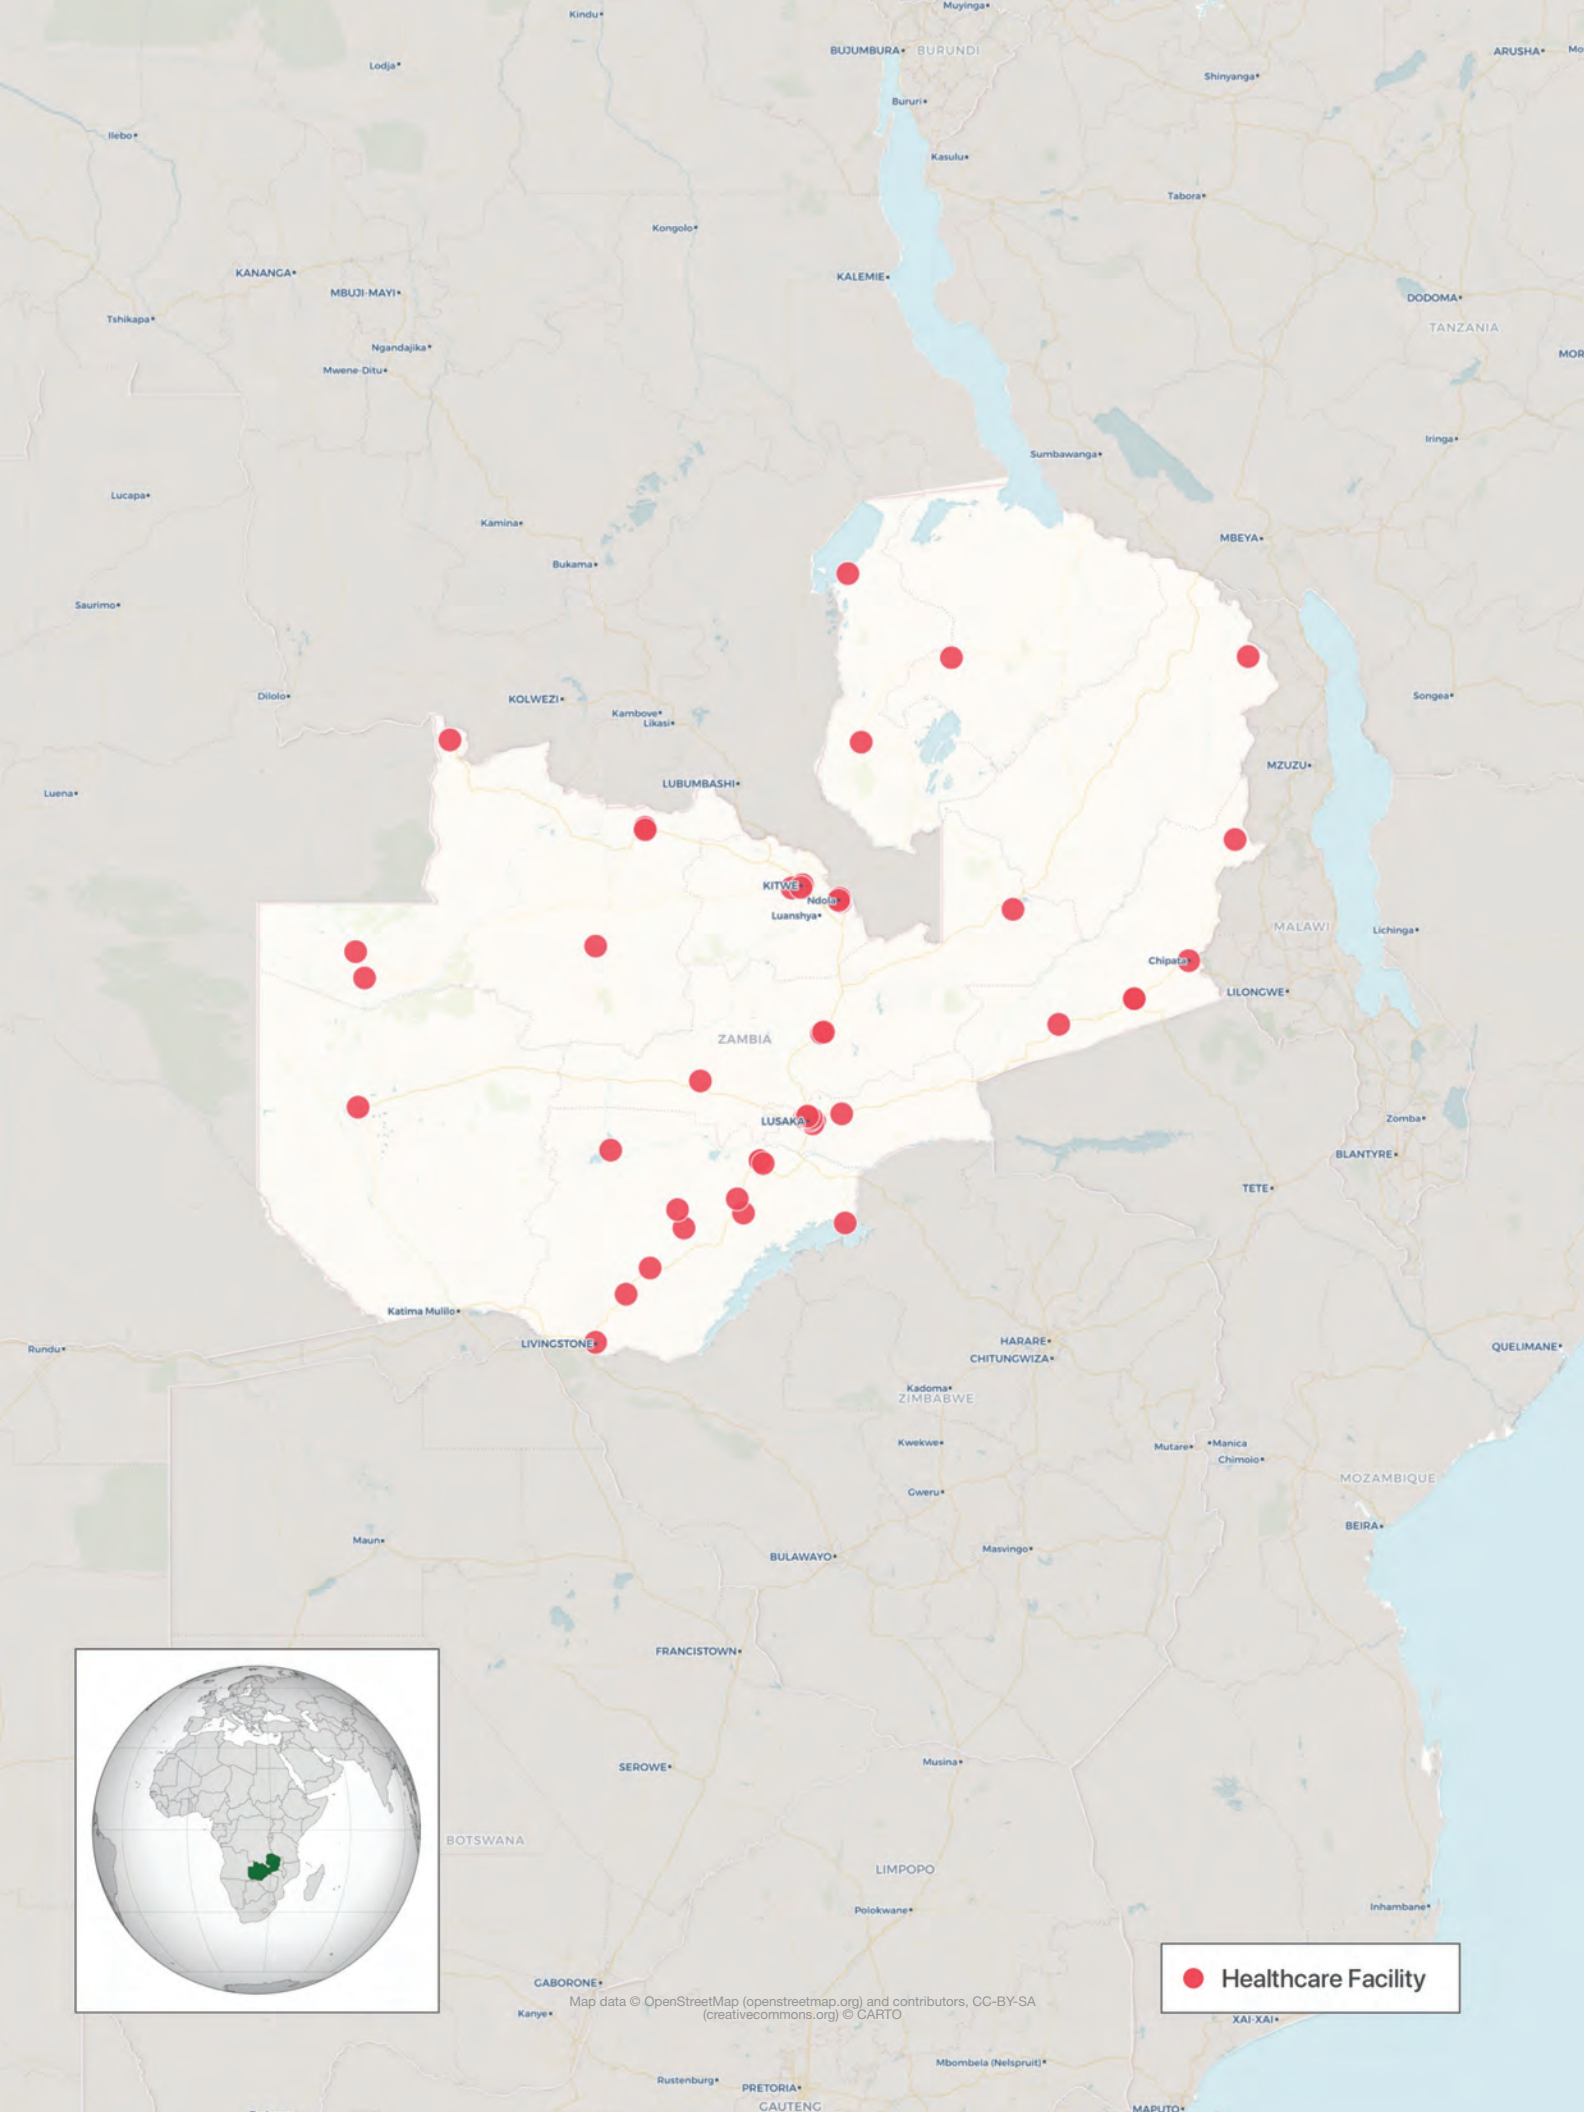 Kindu
Muyinga
BUJUMBURA
BURUNDI
ARUSHA
Mo
Lodja
Shinyanga
Bururi
Ilebo
Kasulu
Tabora
Kongolo
KANANGA
KALEMIE
MBUJI-MAYI
DODOMA
Tshikapa
TANZANIA
Ngandajika
MOR
Mwene-Ditu
Iringa
Sumbawanga
Lucapa
Kamina
MBEYA
Bukama
Saurimo
Dilolo
KOLWEZI
Songea
Kambove
Likasi
MZUZU
LUBUMBASHI
Luena
KITWE
Ndola
Luanshya
MALAWI
Lichinga
Chipata
LILONGWE
ZAMBIA
LUSAKA
Zomba
BLANTYRE
TETE
Katima Mulilo
LIVINGSTONE
HARARE
Rundu
QUELIMANE
CHITUNGWIZA
Kadoma
ZIMBABWE
Kwekwe
Mutare
Manica
Chimoio
MOZAMBIQUE
Gweru
BEIRA
Maun
Masvingo
BULAWAYO
FRANCISTOWN
Musina
SEROWE
BOTSWANA
LIMPOPO
Polokwane
Inhambane
Healthcare Facility
GABORONE
Map data © OpenStreetMap (openstreetmap.org) and contributors, CC-BY-SA
(creativecommons.org) © CARTO
Kanye
XAI-XAI
Mbombela (Nelspruit)
Rustenburg
PRETORIA
GAUTENG
MAPUTO